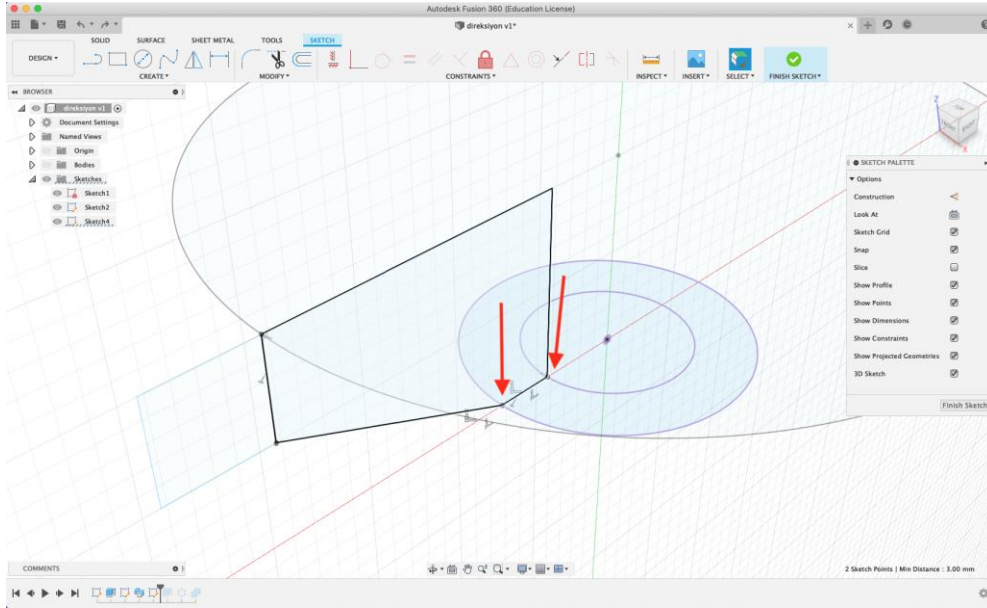 Autodesk Fusion 360 (Education License)
direksiyon v1*
SOLID SURFACE SHEET METAL TOOLS SKETCH
DESIGN
CREATE MODIFY CONSTRAINTS INSPECT INSERT SELECT FINISH SKETCH
BROWSER
direksiyon v1
Document Settings
Named Views
Origin
Bodies
Sketches
Sketch1
Sketch2
Sketch4
Z
TOP
FRONT
RIGHT
X
SKETCH PALETTE
Options
Construction
Look At
Sketch Grid
Snap
Slice
Show Profile
Show Points
Show Dimensions
Show Constraints
Show Projected Geometries
3D Sketch
Finish Sketch
COMMENTS
2 Sketch Points | Min Distance : 3.00 mm